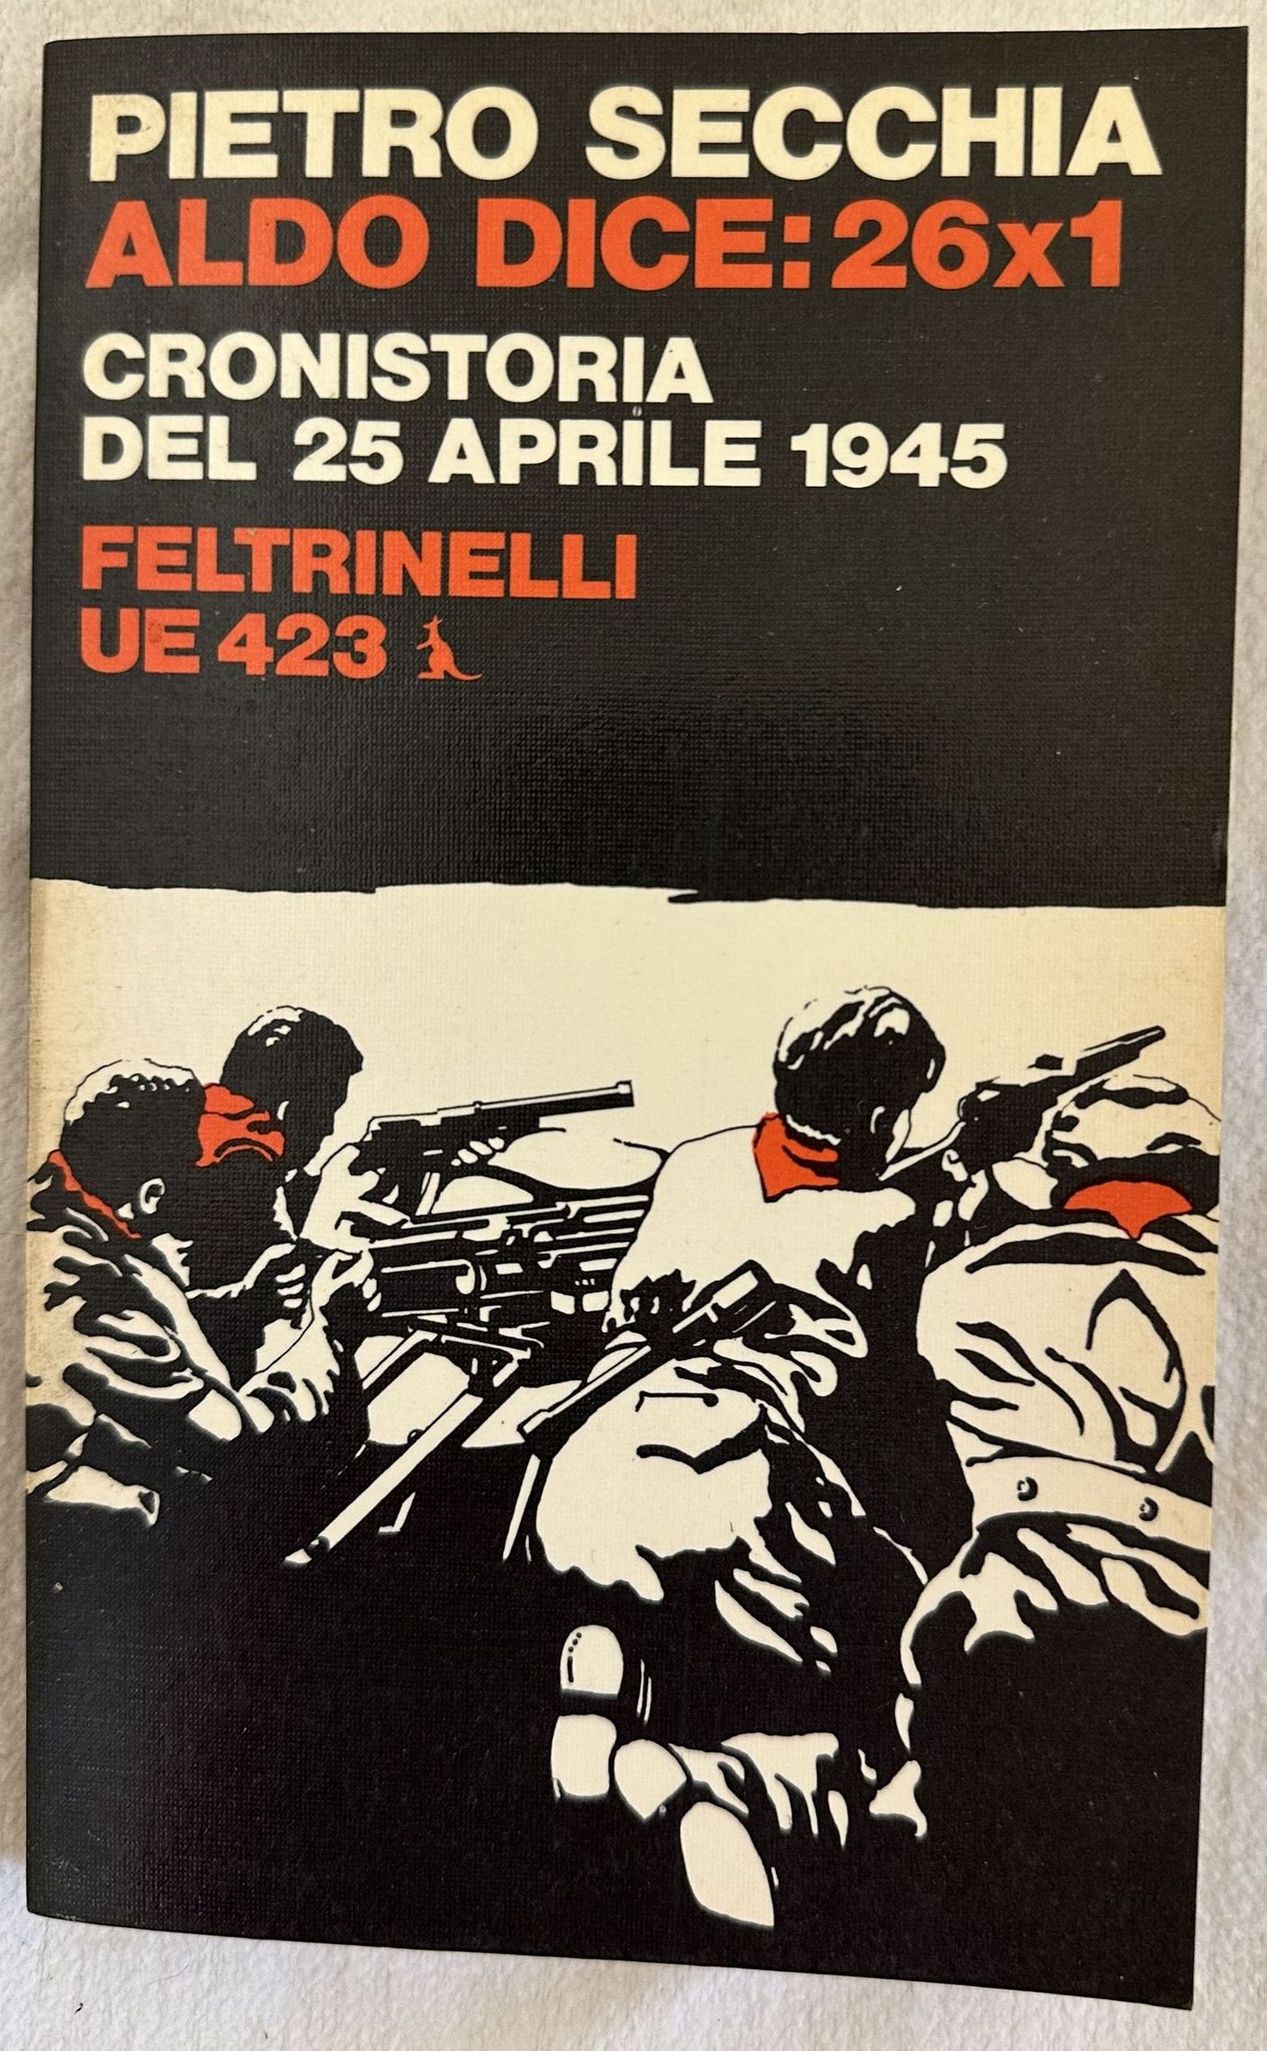 PIETRO SECCHIA
ALDO DICE: 26x1
CRONISTORIA
DEL 25 APRILE 1945
FELTRINELLI
UE 423